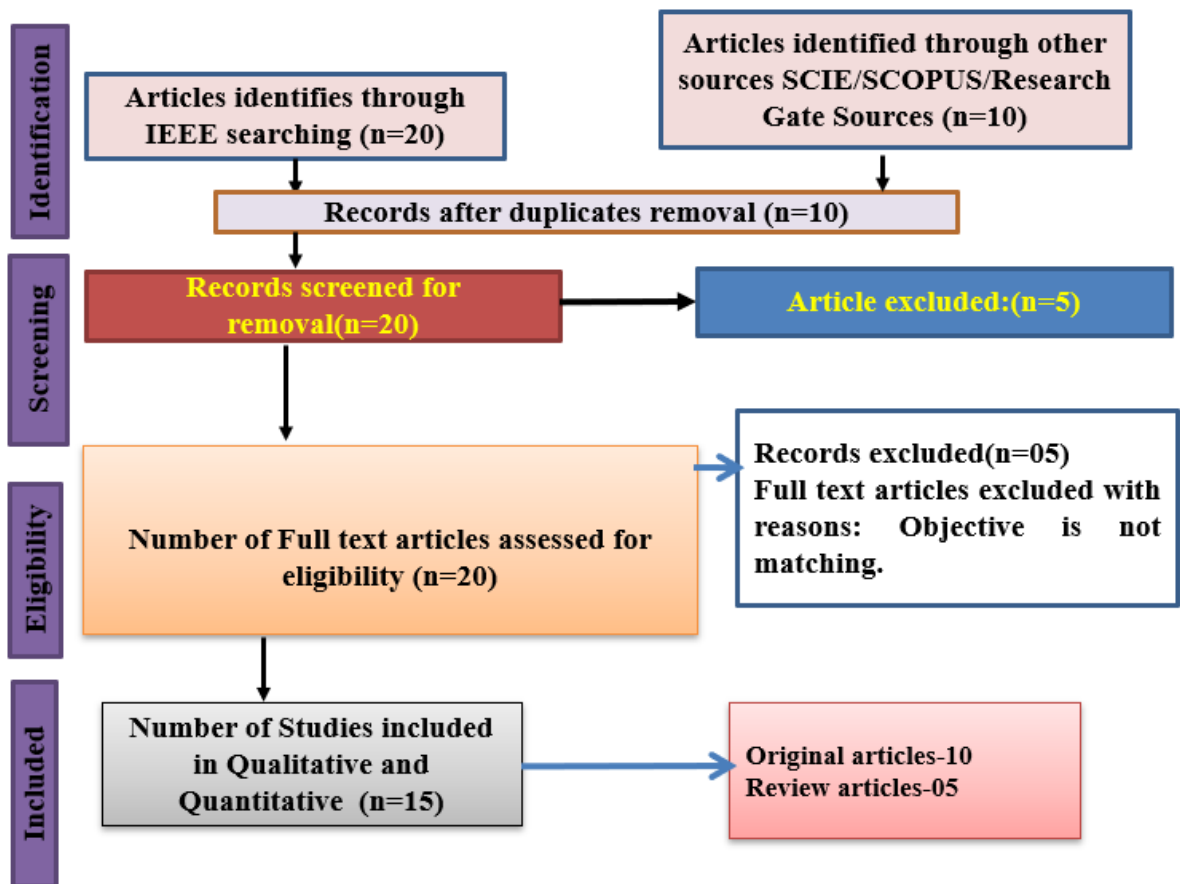 Identification
Articles identifies through
IEEE searching (n=20)
Articles identified through other
sources SCIE/SCOPUS/Research
Gate Sources (n=10)
Records after duplicates removal (n=10)
Screening
Records screened for
removal(n=20)
Article excluded:(n=5)
Eligibility
Number of Full text articles assessed for
eligibility (n=20)
Records excluded(n=05)
Full text articles excluded with
reasons: Objective is not
matching.
Included
Number of Studies included
in Qualitative and
Quantitative (n=15)
Original articles-10
Review articles-05